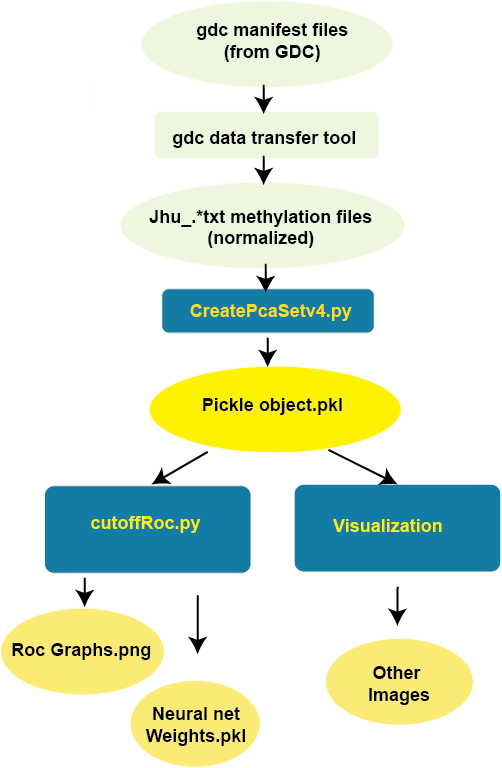 gdc manifest files
(from GDC)
gdc data transfer tool
Jhu_.*txt methylation files
(normalized)
CreatePcaSetv4.py
Pickle object.pkl
cutoffRoc.py
Visualization
Roc Graphs.png
Neural net
Weights.pkl
Other
Images